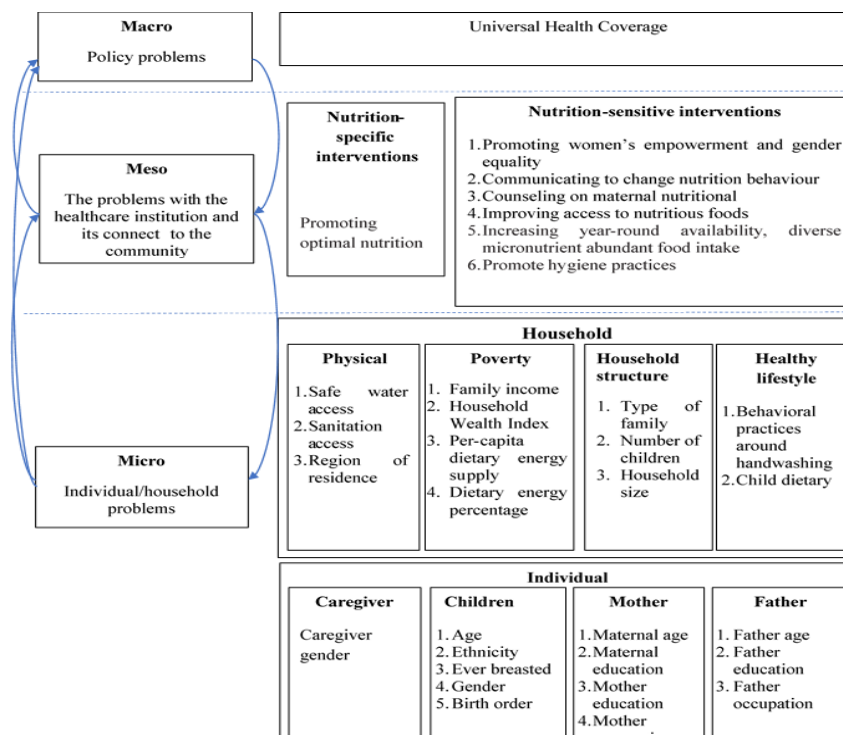 Macro
Policy problems
Universal Health Coverage
Meso
The problems with the
healthcare institution and
its connect to the
community
Nutrition-
specific
interventions
Promoting
optimal nutrition
Nutrition-sensitive interventions
1. Promoting women's empowerment and gender
equality
2. Communicating to change nutrition behaviour
3. Counseling on maternal nutritional
4. Improving access to nutritious foods
5. Increasing year-round availability, diverse
micronutrient abundant food intake
6. Promote hygiene practices
Micro
Individual/household
problems
Household
Physical
1. Safe water
access
2. Sanitation
access
3. Region of
residence
Poverty
1. Family income
2. Household
Wealth Index
3. Per-capita
dietary energy
supply
4. Dietary energy
percentage
Household
structure
1. Type of
family
2. Number of
children
3. Household
size
Healthy
lifestyle
1. Behavioral
practices
around
handwashing
2. Child dietary
Individual
Caregiver
Caregiver
gender
Children
1. Age
2. Ethnicity
3. Ever breasted
4. Gender
5. Birth order
Mother
1. Maternal age
2. Maternal
education
3. Mother
education
4. Mother
Father
1. Father age
2. Father
education
3. Father
occupation